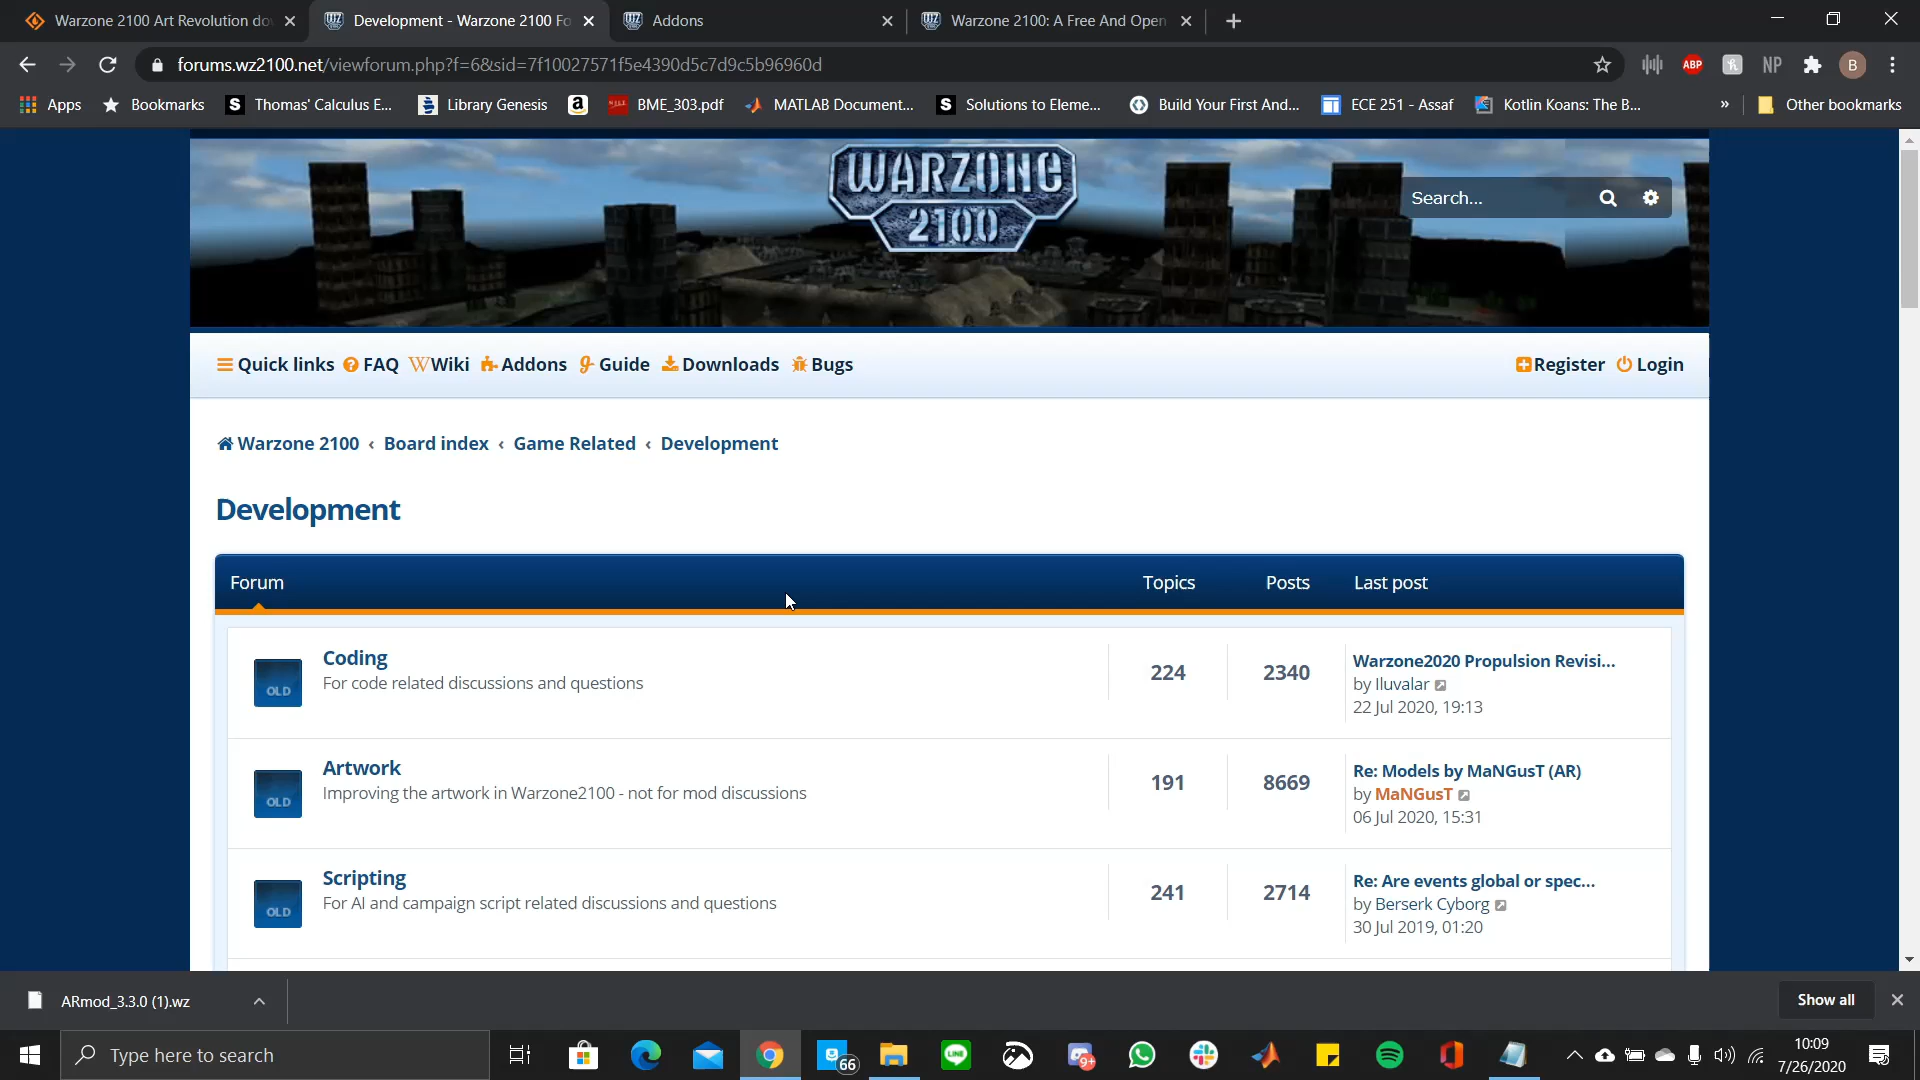 Warzone 2100 Art Revolution do
Development - Warzone 2100 Fo
Addons
Warzone 2100: A Free And Open
forums.wz2100.net/viewforum.php?f=6&sid=7f10027571f5e4390d5c7d9c5b96960d
ABP
NP
B
Apps
Bookmarks
Thomas' Calculus E...
Library Genesis
BME_303.pdf
MATLAB Document...
Solutions to Eleme...
Build Your First And...
ECE 251 - Assaf
Kotlin Koans: The B...
»
Other bookmarks
WARZONE
2100
Search...
Quick links
FAQ
Wiki
Addons
Guide
Downloads
Bugs
Register
Login
Warzone 2100 ‹ Board index ‹ Game Related ‹ Development
Development
Forum Topics Posts Last post
OLD
Coding
For code related discussions and questions
224
2340
Warzone2020 Propulsion Revisi...
by Iluvalar
22 Jul 2020, 19:13
OLD
Artwork
Improving the artwork in Warzone2100 - not for mod discussions
191
8669
Re: Models by MaNGusT (AR)
by MaNGusT
06 Jul 2020, 15:31
OLD
Scripting
For AI and campaign script related discussions and questions
241
2714
Re: Are events global or spec...
by Berserk Cyborg
30 Jul 2019, 01:20
ARmod_3.3.0 (1).wz
Show all
Type here to search
66
LINE
9+
10:09
7/26/2020